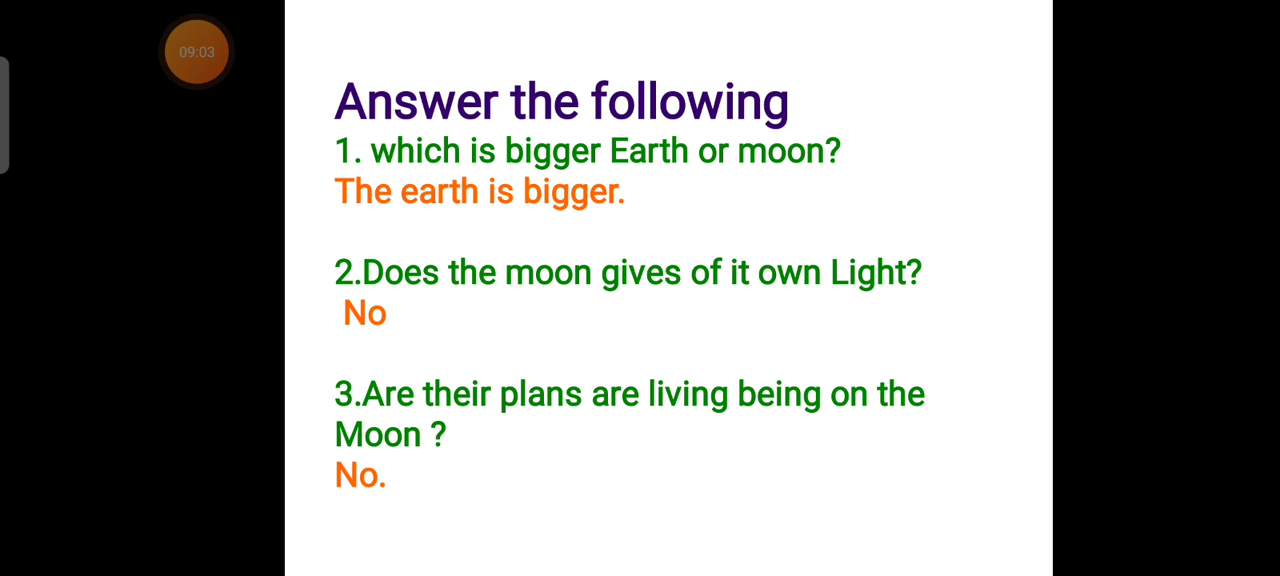 09:03
Answer the following
1. which is bigger Earth or moon?
The earth is bigger.
2.Does the moon gives of it own Light?
No
3.Are their plans are living being on the
Moon ?
No.